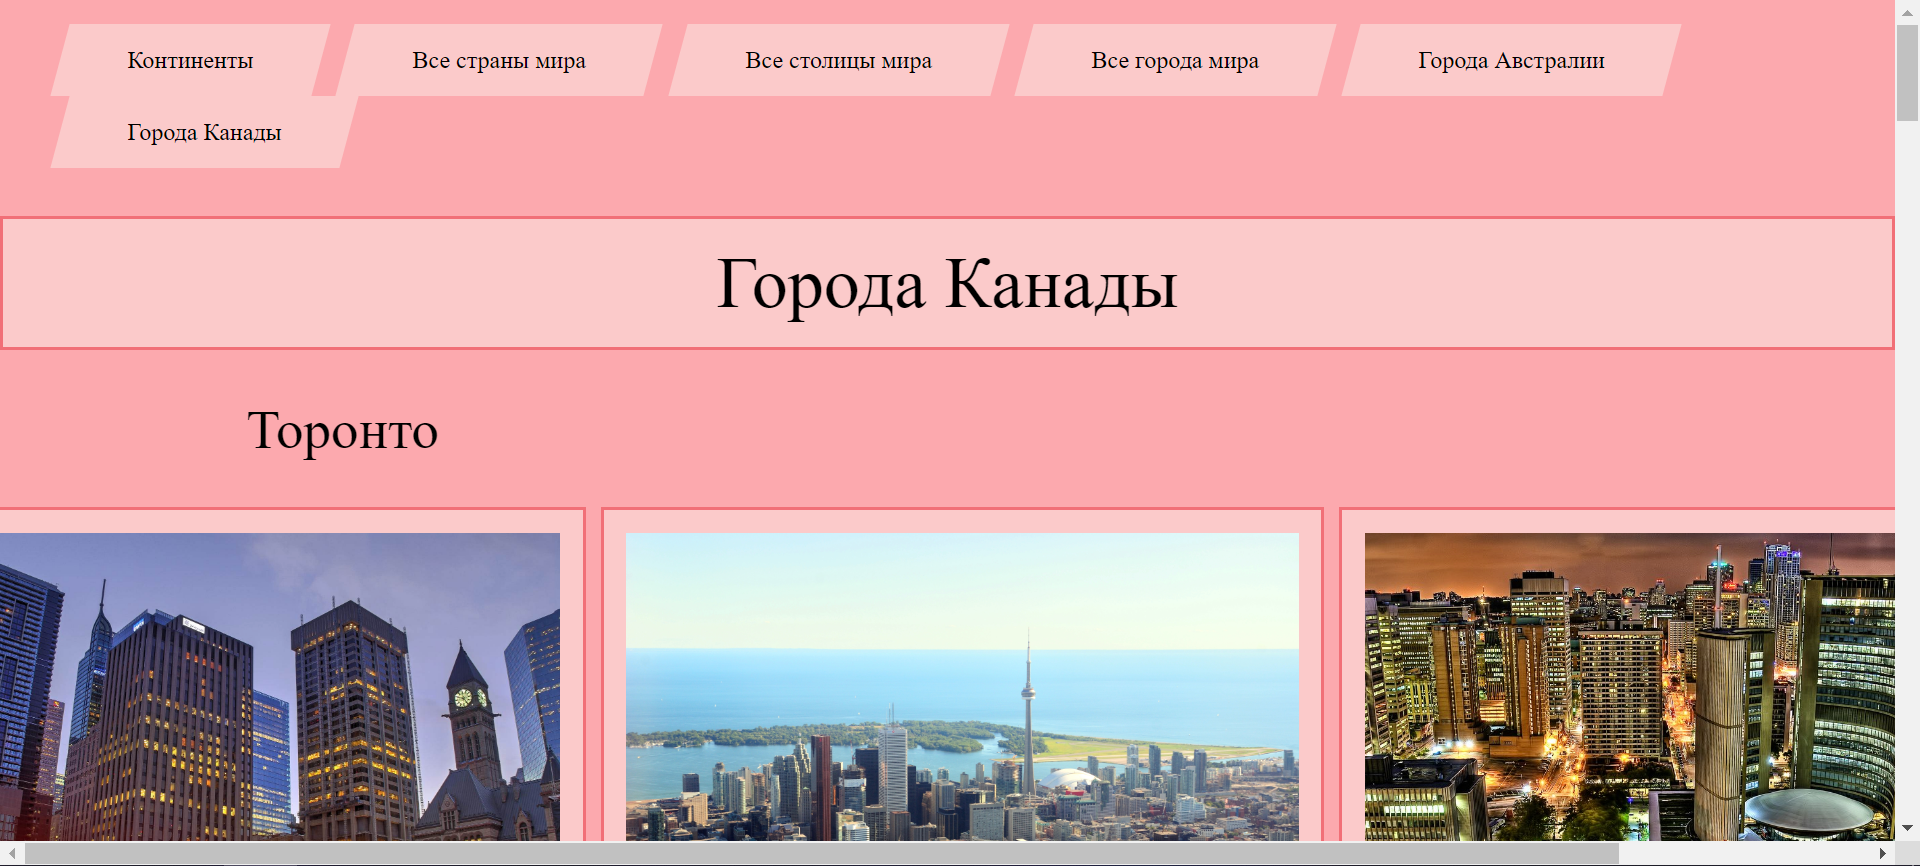 Континенты
Все страны мира
Все столицы мира
Все города мира
Города Австралии
Города Канады
Города Канады
Торонто